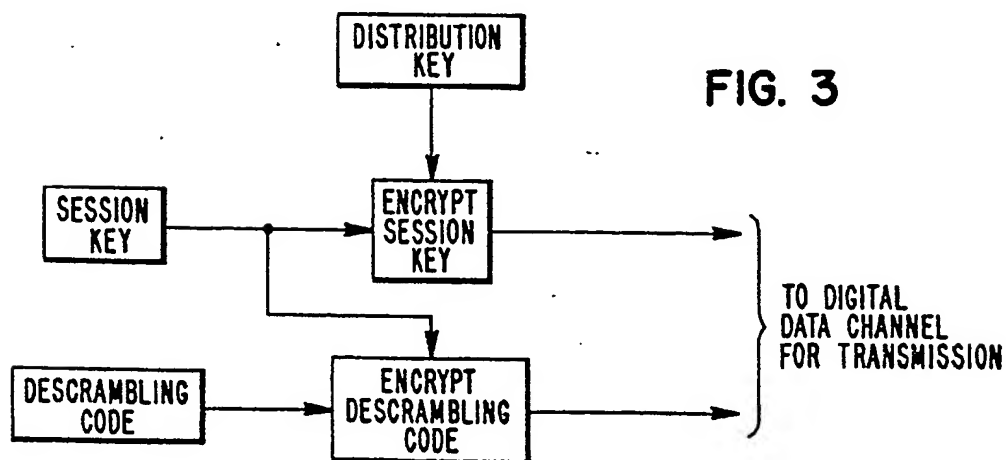 DISTRIBUTION
KEY
FIG. 3
SESSION
KEY
ENCRYPT
SESSION
KEY
TO DIGITAL
DATA CHANNEL
FOR TRANSMISSION
DESCRAMBLING
CODE
ENCRYPT
DESCRAMBLING
CODE